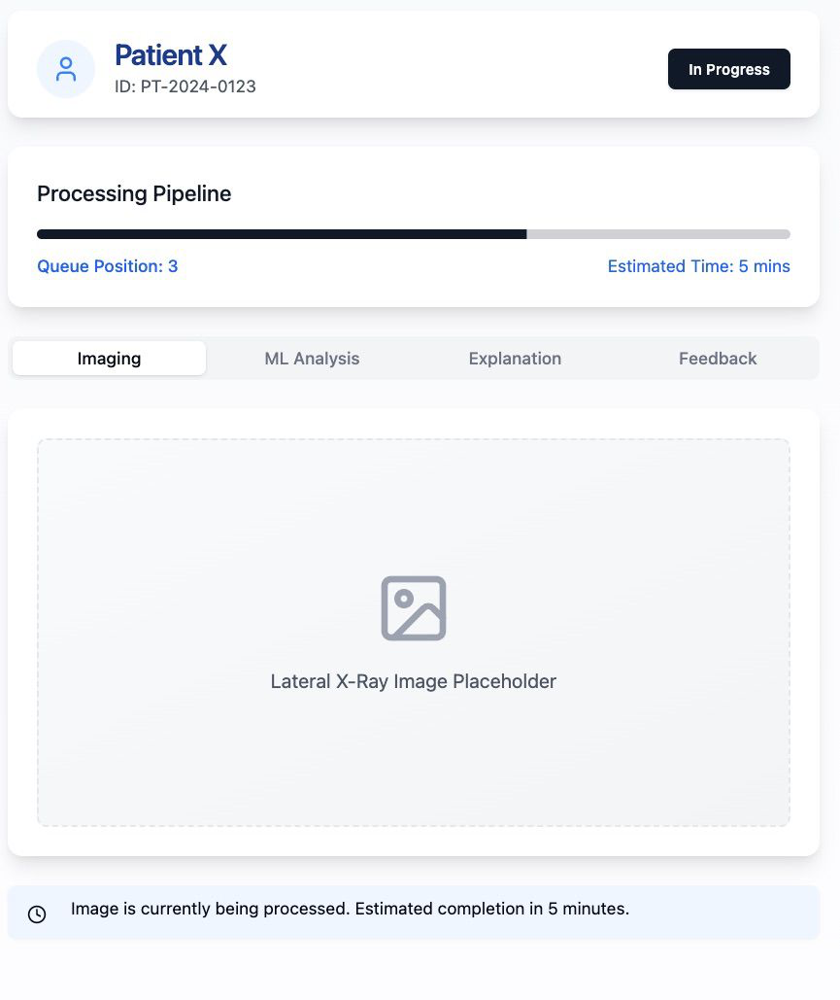 Patient X
ID: PT-2024-0123
In Progress
Processing Pipeline
Queue Position: 3
Estimated Time: 5 mins
Imaging
ML Analysis
Explanation
Feedback
Lateral X-Ray Image Placeholder
Image is currently being processed. Estimated completion in 5 minutes.